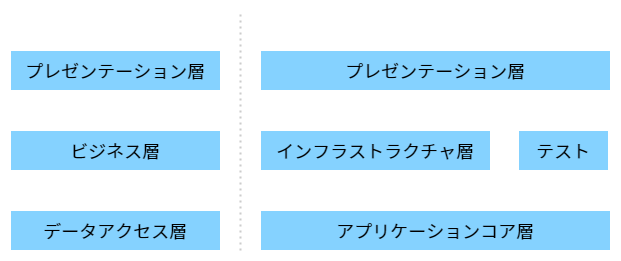 プレゼンテーション層
ビジネス層
データアクセス層
プレゼンテーション層
インフラストラクチャ層
テスト
アプリケーションコア層